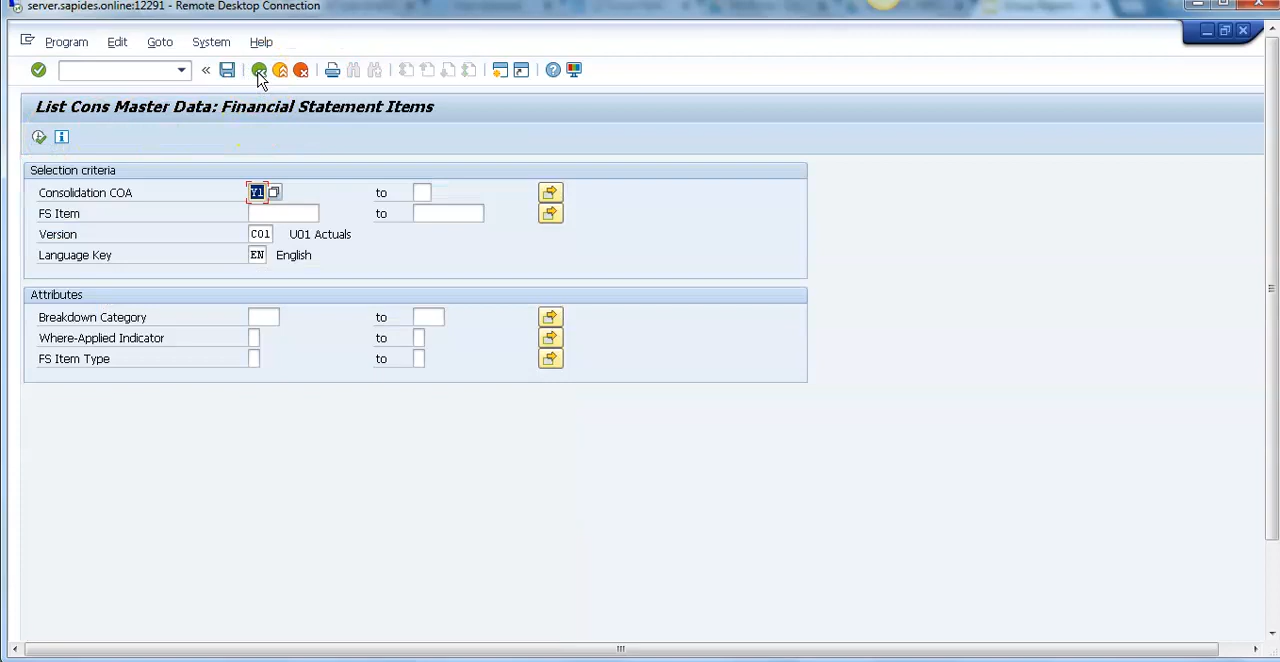 server.sapides.online:12291 - Remote Desktop Connection
Program Edit Goto System Help
List Cons Master Data: Financial Statement Items
Selection criteria
Consolidation COA Y1 to
FS Item to
Version C01 U01 Actuals
Language Key EN English
Attributes
Breakdown Category to
Where-Applied Indicator to
FS Item Type to